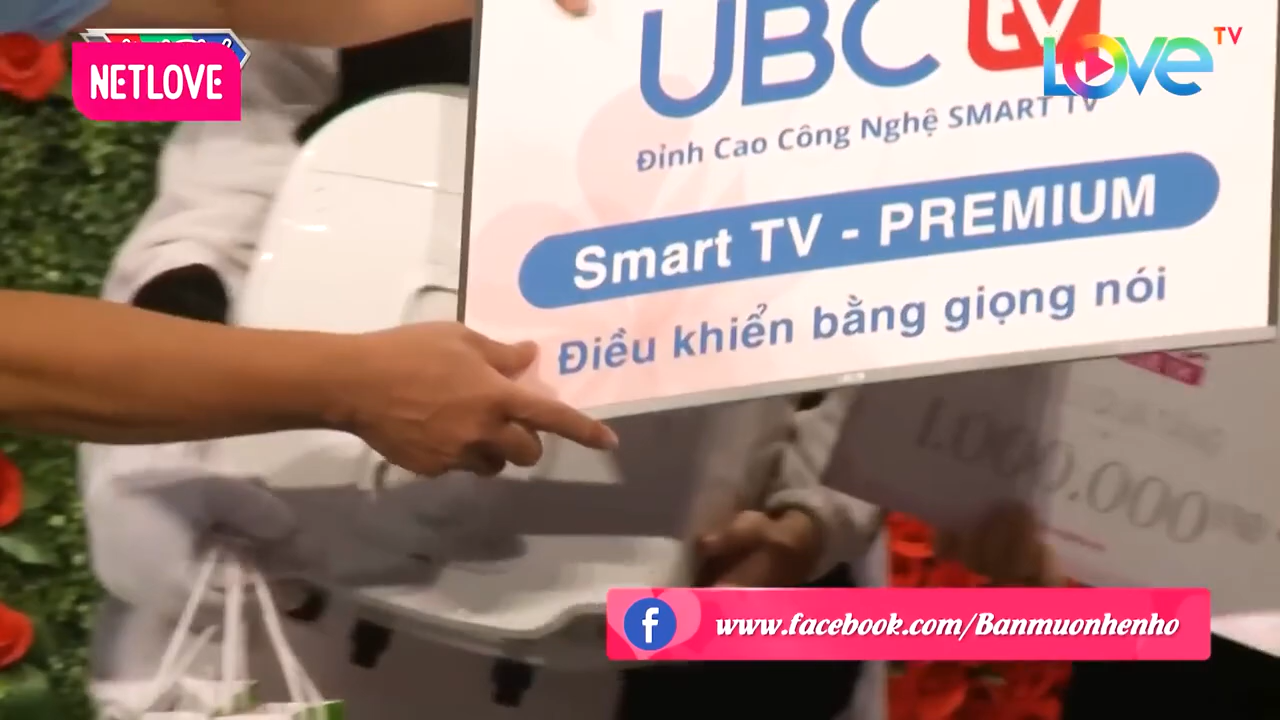 NETLOVE
UBC tv
LOVE TV
Đỉnh Cao Công Nghệ SMART TV
Smart TV - PREMIUM
Điều khiển bằng giọng nói
1.000.000
www.facebook.com/Banmuonhenho